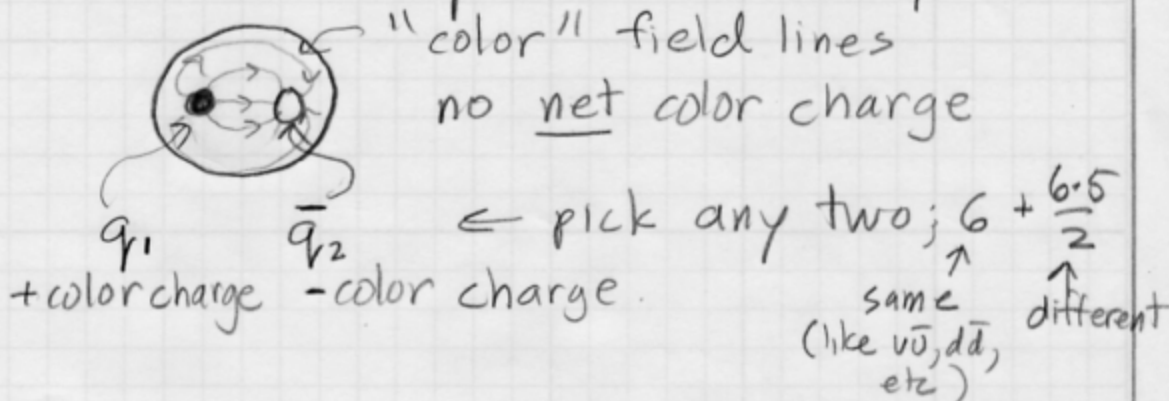 "color" field lines
no net color charge
q₁ q̄₂ ← pick any two; 6 + 6·5/2
+color charge -color charge
same different
(like uū, dd̄,
etc)